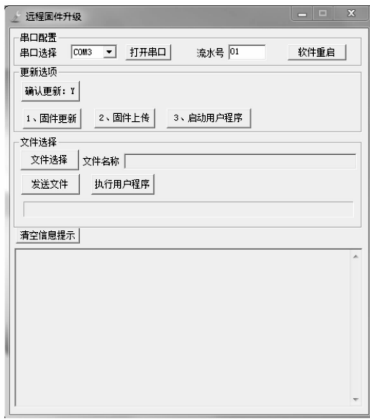 远程固件升级
串口配置
串口选择 COM3 打开串口 流水号 01 软件重启
更新选项
确认更新：Y
1、固件更新 2、固件上传 3、启动用户程序
文件选择
文件选择 文件名称
发送文件 执行用户程序
清空信息提示